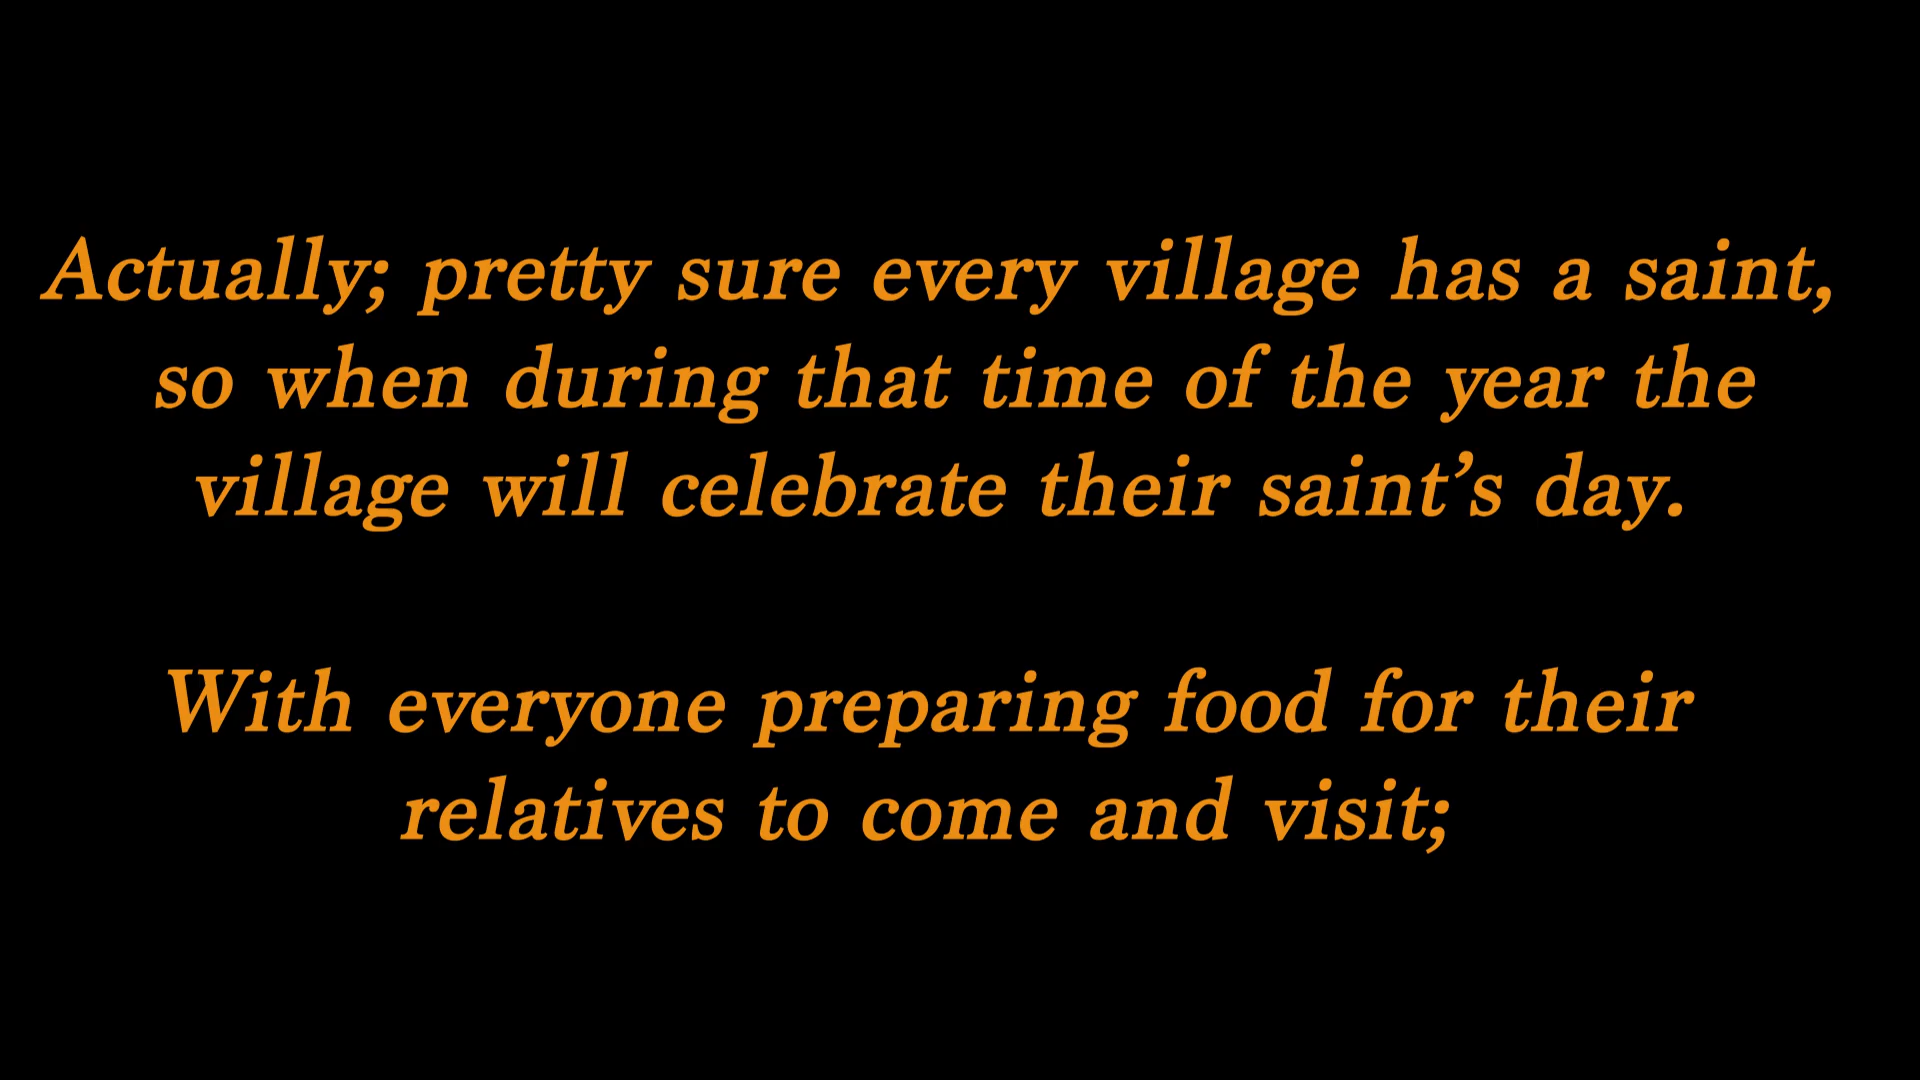 Actually; pretty sure every village has a saint,
so when during that time of the year the
village will celebrate their saint’s day.
With everyone preparing food for their
relatives to come and visit;